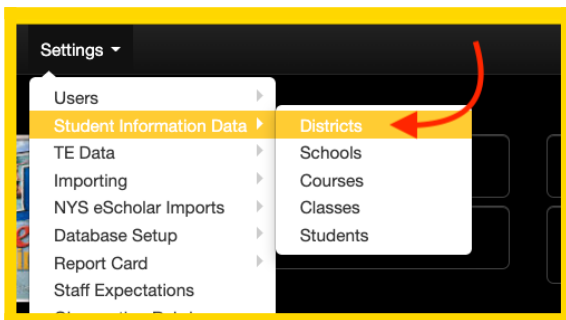 Settings
Users
Student Information Data
Districts
TE Data
Schools
Importing
Courses
NYS eScholar Imports
Classes
Database Setup
Students
Report Card
Staff Expectations